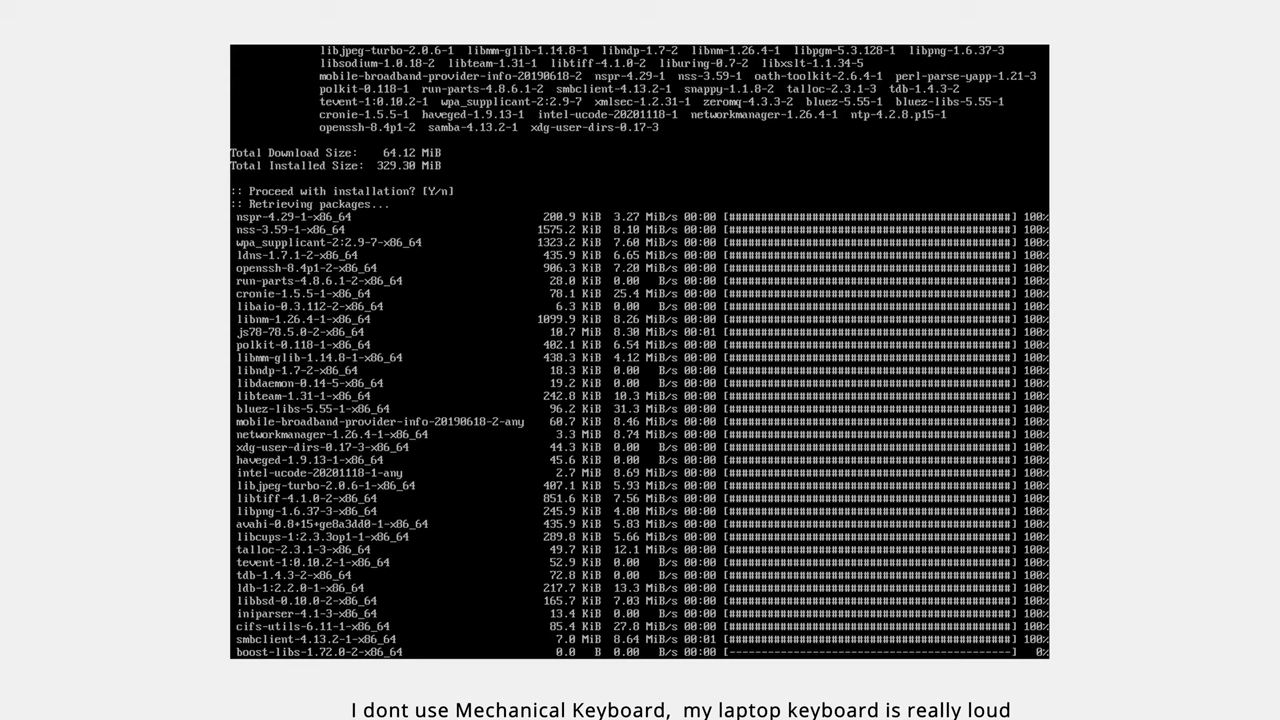 libjpeg-turbo-2.0.6-1 libmm-glib-1.14.8-1 libndp-1.7-2 libnm-1.26.4-1 libpgm-5.3.128-1 libpng-1.6.37-3
libsodium-1.0.18-2 libteam-1.31-1 libtiff-4.1.0-2 liburing-0.7-2 libxslt-1.1.34-5
mobile-broadband-provider-info-20190618-2 nspr-4.29-1 nss-3.59-1 oath-toolkit-2.6.4-1 perl-parse-yapp-1.21-3
polkit-0.118-1 run-parts-4.8.6.1-2 smbclient-4.13.2-1 snappy-1.1.8-2 talloc-2.3.1-3 tdb-1.4.3-2
tevent-1:0.10.2-1 wpa_supplicant-2:2.9-7 xmlsec-1.2.31-1 zeromq-4.3.3-2 bluez-5.55-1 bluez-libs-5.55-1
cronie-1.5.5-1 haveged-1.9.13-1 intel-ucode-20201118-1 networkmanager-1.26.4-1 ntp-4.2.8.p15-1
openssh-8.4p1-2 samba-4.13.2-1 xdg-user-dirs-0.17-3
Total Download Size: 64.12 MiB
Total Installed Size: 329.30 MiB
:: Proceed with installation? [Y/n]
:: Retrieving packages...
nspr-4.29-1-x86_64 200.9 KiB 3.27 MiB/s 00:00 [############################################] 100%
nss-3.59-1-x86_64 1575.2 KiB 8.10 MiB/s 00:00 [############################################] 100%
wpa_supplicant-2:2.9-7-x86_64 1323.2 KiB 7.60 MiB/s 00:00 [############################################] 100%
ldns-1.7.1-2-x86_64 435.9 KiB 6.65 MiB/s 00:00 [############################################] 100%
openssh-8.4p1-2-x86_64 906.3 KiB 7.20 MiB/s 00:00 [############################################] 100%
run-parts-4.8.6.1-2-x86_64 28.0 KiB 0.00 B/s 00:00 [############################################] 100%
cronie-1.5.5-1-x86_64 78.1 KiB 25.4 MiB/s 00:00 [############################################] 100%
libaio-0.3.112-2-x86_64 6.3 KiB 0.00 B/s 00:00 [############################################] 100%
libnm-1.26.4-1-x86_64 1099.9 KiB 8.26 MiB/s 00:00 [############################################] 100%
js78-78.5.0-2-x86_64 10.7 MiB 8.30 MiB/s 00:01 [############################################] 100%
polkit-0.118-1-x86_64 402.1 KiB 6.54 MiB/s 00:00 [############################################] 100%
libmm-glib-1.14.8-1-x86_64 438.3 KiB 4.12 MiB/s 00:00 [############################################] 100%
libndp-1.7-2-x86_64 18.3 KiB 0.00 B/s 00:00 [############################################] 100%
libdaemon-0.14-5-x86_64 19.2 KiB 0.00 B/s 00:00 [############################################] 100%
libteam-1.31-1-x86_64 242.8 KiB 10.3 MiB/s 00:00 [############################################] 100%
bluez-libs-5.55-1-x86_64 96.2 KiB 31.3 MiB/s 00:00 [############################################] 100%
mobile-broadband-provider-info-20190618-2-any 60.7 KiB 8.46 MiB/s 00:00 [############################################] 100%
networkmanager-1.26.4-1-x86_64 3.3 MiB 8.74 MiB/s 00:00 [############################################] 100%
xdg-user-dirs-0.17-3-x86_64 44.3 KiB 0.00 B/s 00:00 [############################################] 100%
haveged-1.9.13-1-x86_64 45.6 KiB 0.00 B/s 00:00 [############################################] 100%
intel-ucode-20201118-1-any 2.7 MiB 8.69 MiB/s 00:00 [############################################] 100%
libjpeg-turbo-2.0.6-1-x86_64 407.1 KiB 5.93 MiB/s 00:00 [############################################] 100%
libtiff-4.1.0-2-x86_64 851.6 KiB 7.56 MiB/s 00:00 [############################################] 100%
libpng-1.6.37-3-x86_64 245.9 KiB 4.80 MiB/s 00:00 [############################################] 100%
avahi-0.8+15+ge8a3dd0-1-x86_64 435.9 KiB 5.83 MiB/s 00:00 [############################################] 100%
libcups-1:2.3.3op1-1-x86_64 289.8 KiB 5.66 MiB/s 00:00 [############################################] 100%
talloc-2.3.1-3-x86_64 49.7 KiB 12.1 MiB/s 00:00 [############################################] 100%
tevent-1:0.10.2-1-x86_64 52.9 KiB 0.00 B/s 00:00 [############################################] 100%
tdb-1.4.3-2-x86_64 72.8 KiB 0.00 B/s 00:00 [############################################] 100%
ldb-1:2.2.0-1-x86_64 217.7 KiB 13.3 MiB/s 00:00 [############################################] 100%
libbsd-0.10.0-2-x86_64 165.7 KiB 7.03 MiB/s 00:00 [############################################] 100%
iniparser-4.1-3-x86_64 13.4 KiB 0.00 B/s 00:00 [############################################] 100%
cifs-utils-6.11-1-x86_64 85.4 KiB 27.8 MiB/s 00:00 [############################################] 100%
smbclient-4.13.2-1-x86_64 7.0 MiB 8.64 MiB/s 00:01 [############################################] 100%
boost-libs-1.72.0-2-x86_64 0.0 B 0.00 B/s 00:00 [--------------------------------------------] 0%
I dont use Mechanical Keyboard, my laptop keyboard is really loud